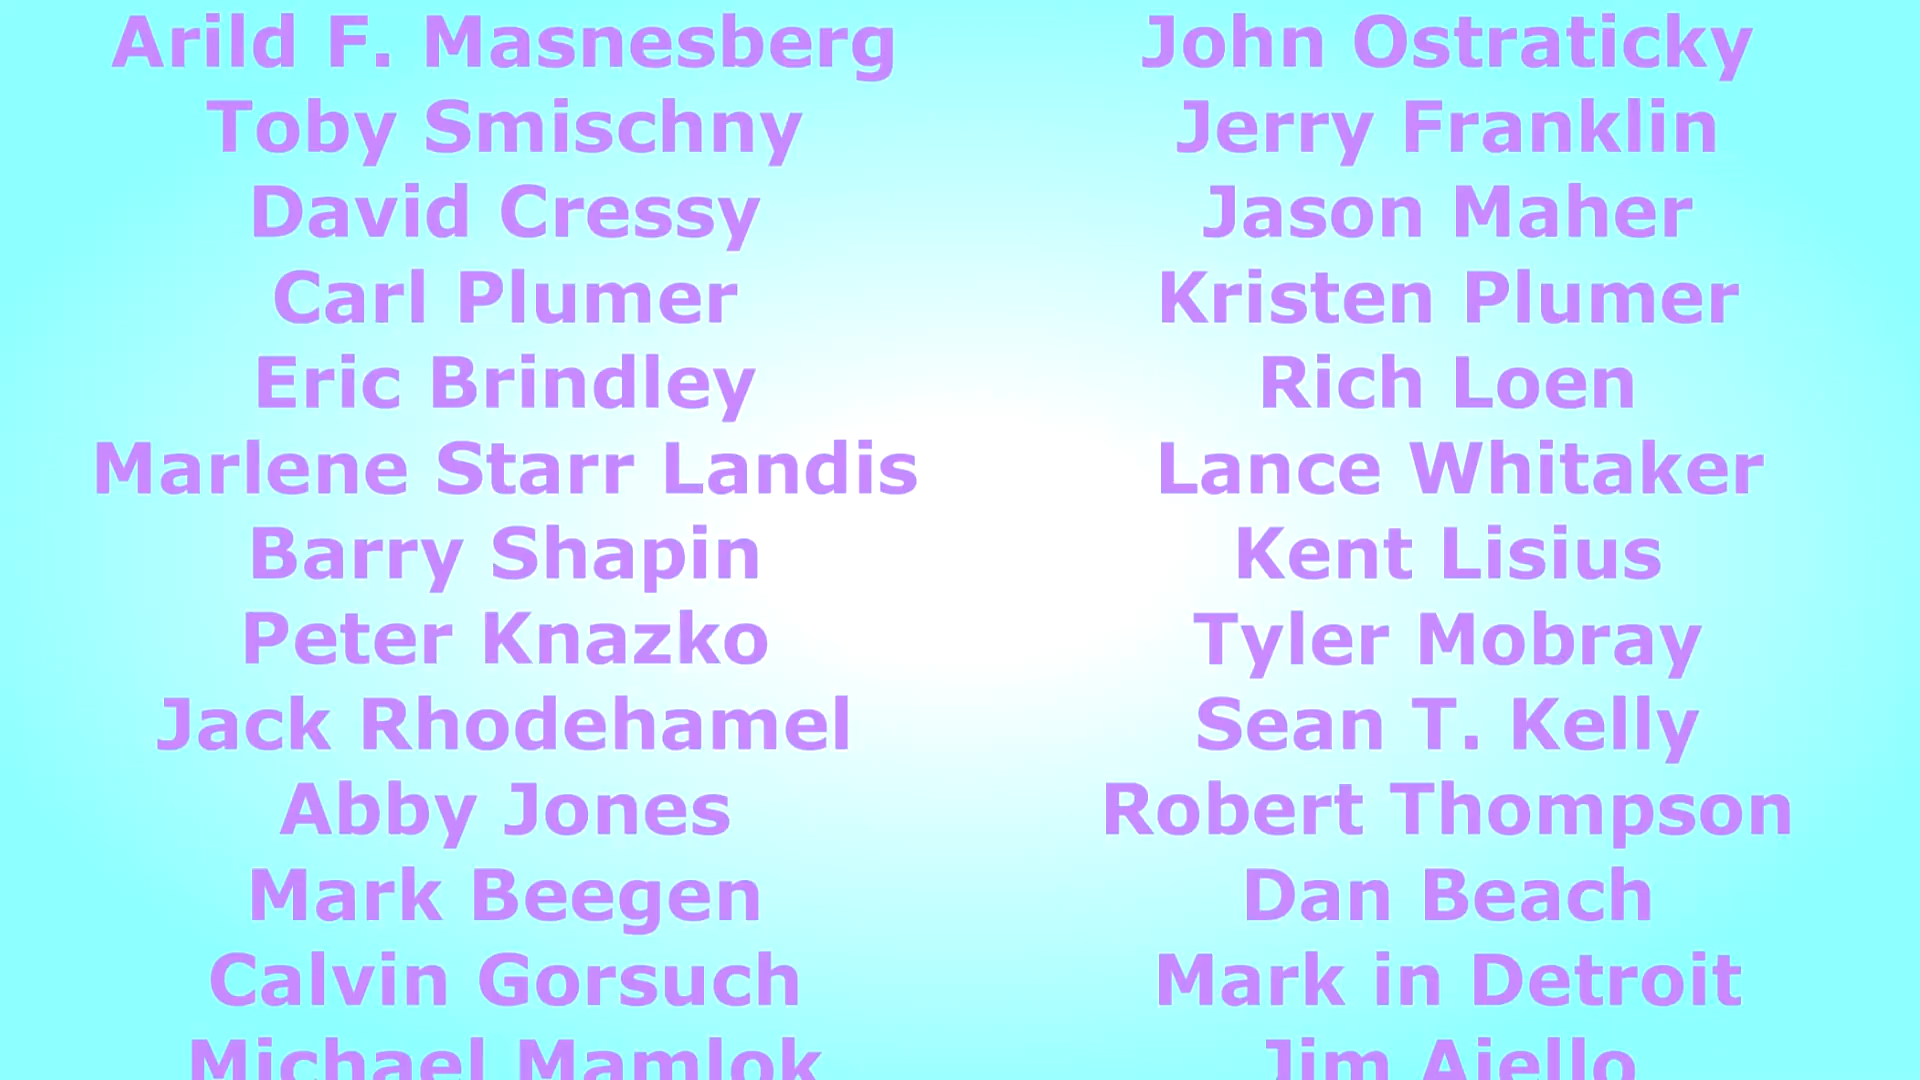 Arild F. Masnesberg
John Ostraticky
Toby Smischny
Jerry Franklin
David Cressy
Jason Maher
Carl Plumer
Kristen Plumer
Eric Brindley
Rich Loen
Marlene Starr Landis
Lance Whitaker
Barry Shapin
Kent Lisius
Peter Knazko
Tyler Mobray
Jack Rhodehamel
Sean T. Kelly
Abby Jones
Robert Thompson
Mark Beegen
Dan Beach
Calvin Gorsuch
Mark in Detroit
Michael Mamlok
Jim Aiello